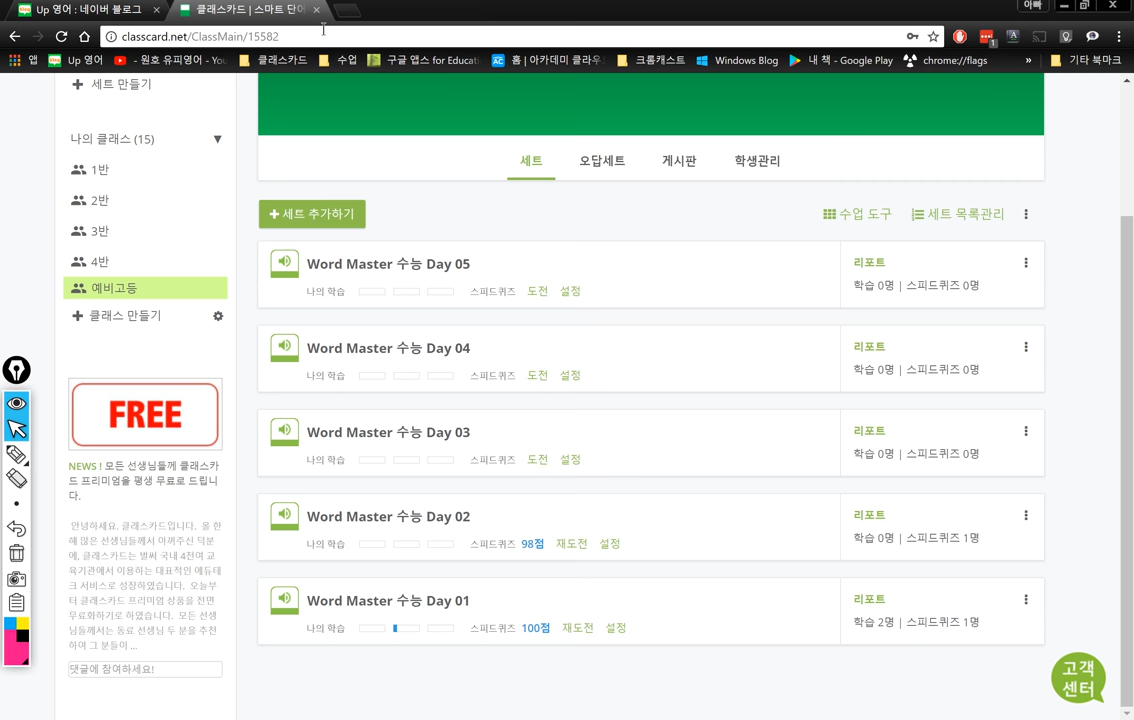 Up 영어 : 네이버 블로그
클래스카드 | 스마트 단어
아빠
classcard.net/ClassMain/15582
앱
Up 영어
- 원호 유피영어 - You
클래스카드
수업
구글 앱스 for Educati
홈 | 아카데미 클라우
크롬캐스트
Windows Blog
내 책 - Google Play
chrome://flags
»
기타 북마크
세트 만들기
나의 클래스 (15)
1반
2반
3반
4반
예비고등
클래스 만들기
FREE
NEWS ! 모든 선생님들께 클래스카
드 프리미엄을 평생 무료로 드립니
다.
안녕하세요. 클래스카드입니다. 올 한
해 많은 선생님들께서 아껴주신 덕분
에, 클래스카드는 벌써 국내 4천여 교
육기관에서 이용하는 대표적인 에듀테
크 서비스로 성장하였습니다. 오늘부
터 클래스카드 프리미엄 상품을 전면
무료화하기로 하였습니다. 모든 선생
님들께서는 동료 선생님 두 분을 추천
하여 그 분들이 ...
댓글에 참여하세요!
세트 오답세트 게시판 학생관리
+ 세트 추가하기
수업 도구 세트 목록관리
Word Master 수능 Day 05
나의 학습 스피드퀴즈 도전 설정
리포트
학습 0명 | 스피드퀴즈 0명
Word Master 수능 Day 04
나의 학습 스피드퀴즈 도전 설정
리포트
학습 0명 | 스피드퀴즈 0명
Word Master 수능 Day 03
나의 학습 스피드퀴즈 도전 설정
리포트
학습 0명 | 스피드퀴즈 0명
Word Master 수능 Day 02
나의 학습 스피드퀴즈 98점 재도전 설정
리포트
학습 0명 | 스피드퀴즈 1명
Word Master 수능 Day 01
나의 학습 스피드퀴즈 100점 재도전 설정
리포트
학습 2명 | 스피드퀴즈 1명
고객
센터